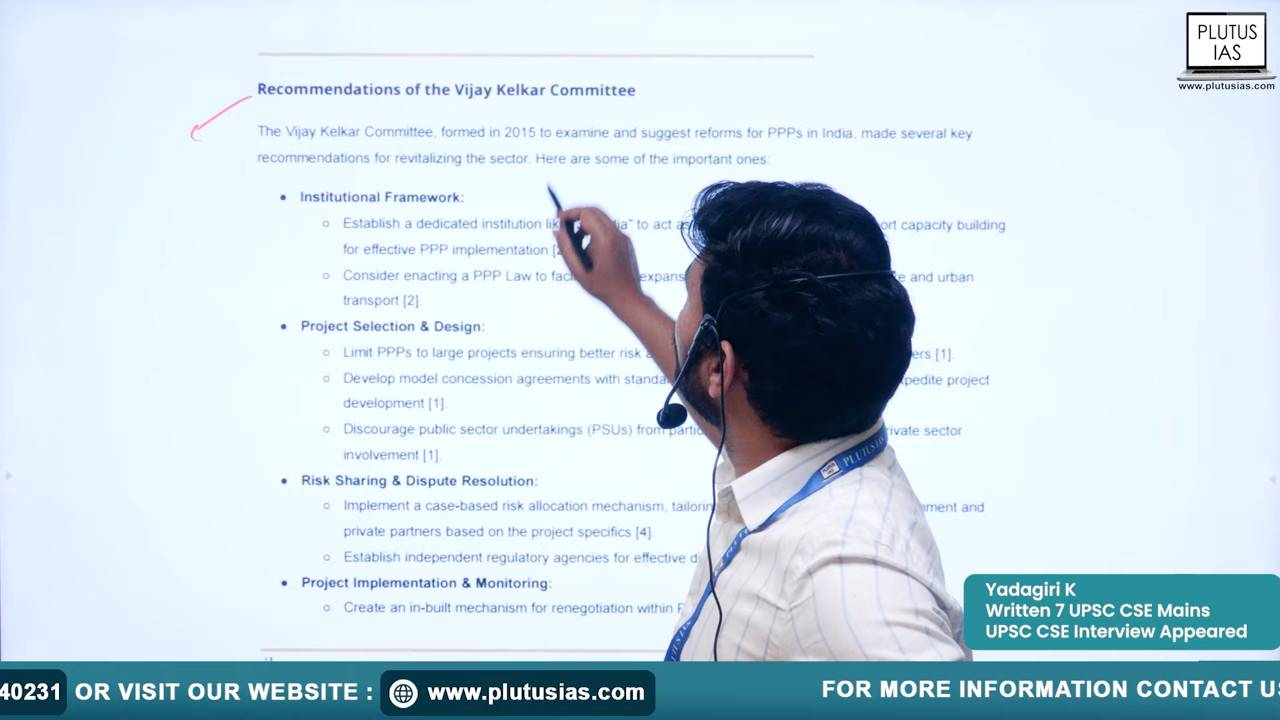 PLUTUS
IAS
www.plutusias.com
Recommendations of the Vijay Kelkar Committee
The Vijay Kelkar Committee, formed in 2015 to examine and suggest reforms for PPPs in India, made several key
recommendations for revitalizing the sector. Here are some of the important ones:
• Institutional Framework:
○ Establish a dedicated institution to act capacity building
for effective PPP implementation
○ Consider enacting a PPP Law to and urban
transport [2].
• Project Selection & Design:
○ Limit PPPs to large projects ensuring better risk [1].
○ Develop model concession agreements with project
development [1].
○ Discourage public sector undertakings (PSUs) from sector
involvement [1].
• Risk Sharing & Dispute Resolution:
○ Implement a case-based risk allocation mechanism, and
private partners based on the project specifics [4].
○ Establish independent regulatory agencies for effective
• Project Implementation & Monitoring:
○ Create an in-built mechanism for renegotiation within
PLUTUS IAS
Yadagiri K
Written 7 UPSC CSE Mains
UPSC CSE Interview Appeared
40231 OR VISIT OUR WEBSITE : www.plutusias.com FOR MORE INFORMATION CONTACT